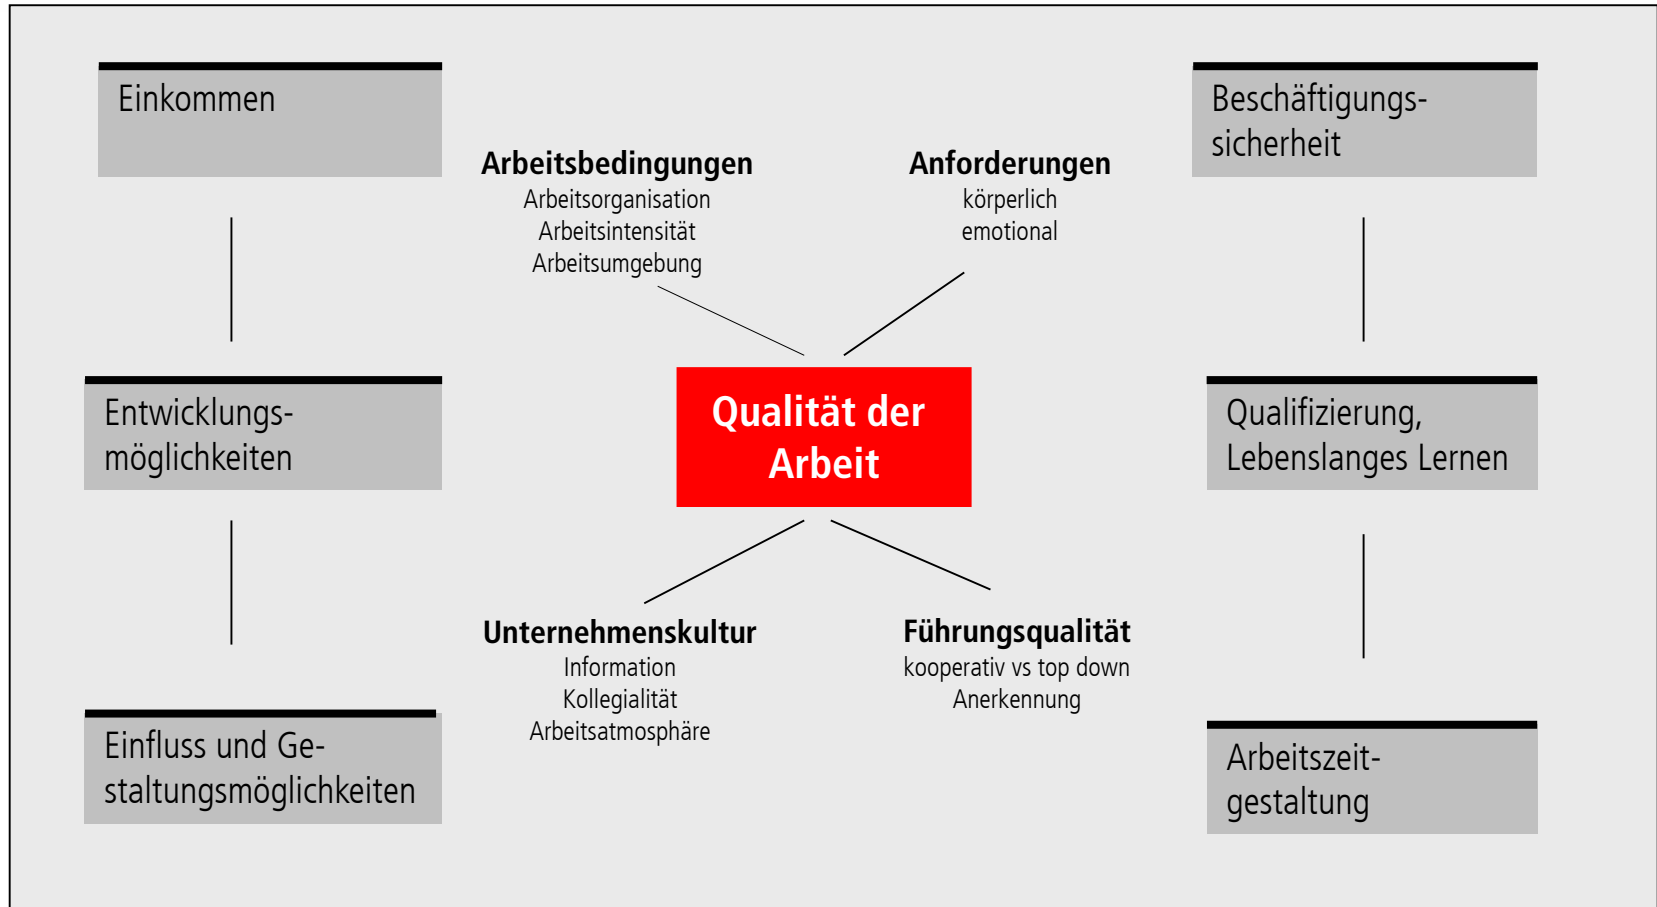 Einkommen
Beschäftigungs-
sicherheit
Arbeitsbedingungen
Arbeitsorganisation
Arbeitsintensität
Arbeitsumgebung
Anforderungen
körperlich
emotional
Entwicklungs-
möglichkeiten
Qualität der
Arbeit
Qualifizierung,
Lebenslanges Lernen
Unternehmenskultur
Information
Kollegialität
Arbeitsatmosphäre
Führungsqualität
kooperativ vs top down
Anerkennung
Einfluss und Ge-
staltungsmöglichkeiten
Arbeitszeit-
gestaltung